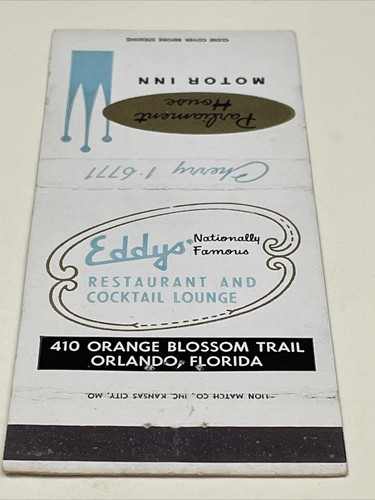 CLOSE COVER BEFORE STRIKING
Parliament
House
MOTOR INN
Cherry 1-6771
Eddys' Nationally
Famous
RESTAURANT AND
COCKTAIL LOUNGE
410 ORANGE BLOSSOM TRAIL
ORLANDO, FLORIDA
—LION MATCH CO., INC. KANSAS CITY, MO.